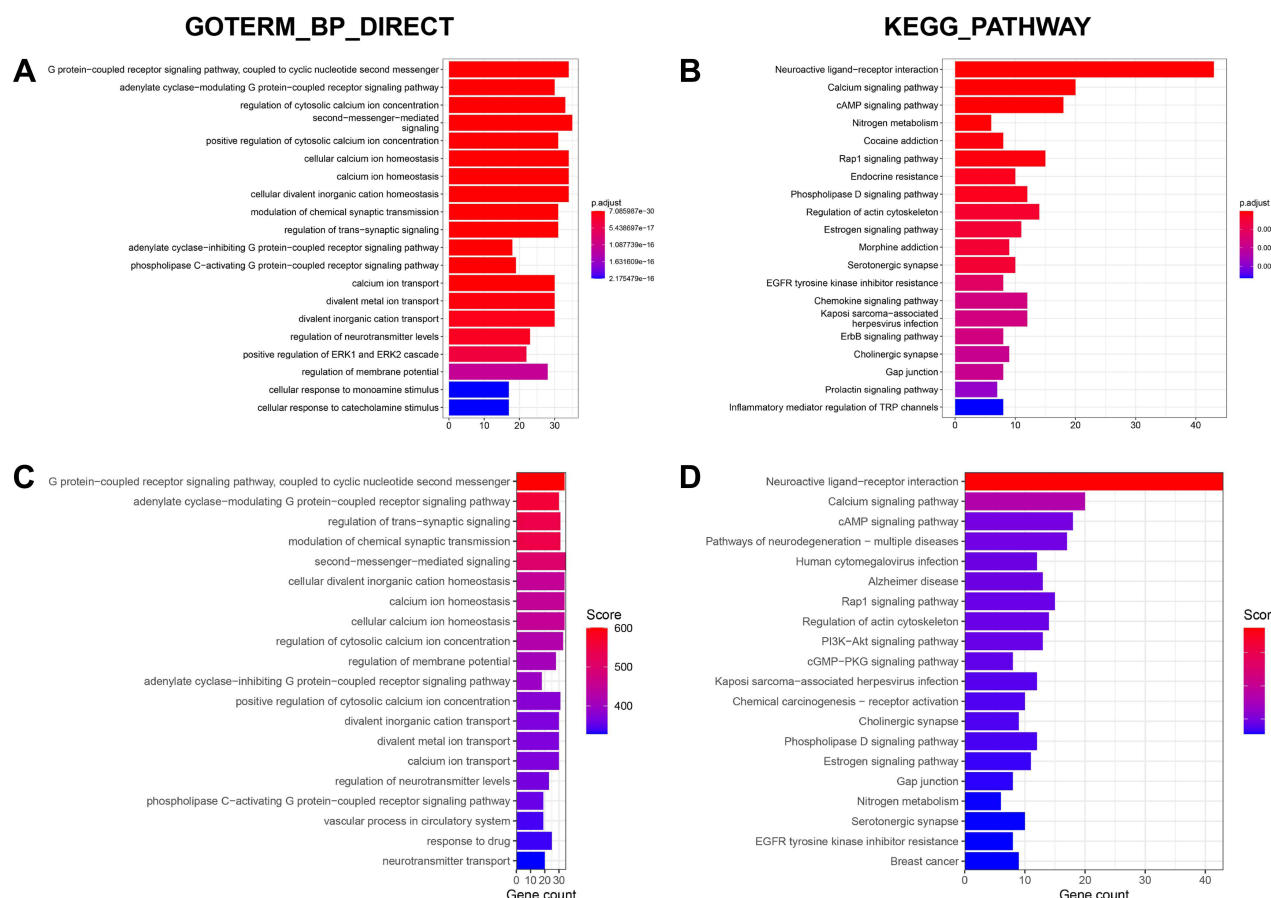 GOTERM_BP_DIRECT
KEGG_PATHWAY
A
G protein−coupled receptor signaling pathway, coupled to cyclic nucleotide second messenger
adenylate cyclase−modulating G protein−coupled receptor signaling pathway
regulation of cytosolic calcium ion concentration
second−messenger−mediated
signaling
positive regulation of cytosolic calcium ion concentration
cellular calcium ion homeostasis
calcium ion homeostasis
cellular divalent inorganic cation homeostasis
modulation of chemical synaptic transmission
regulation of trans−synaptic signaling
adenylate cyclase−inhibiting G protein−coupled receptor signaling pathway
phospholipase C−activating G protein−coupled receptor signaling pathway
calcium ion transport
divalent metal ion transport
divalent inorganic cation transport
regulation of neurotransmitter levels
positive regulation of ERK1 and ERK2 cascade
regulation of membrane potential
cellular response to monoamine stimulus
cellular response to catecholamine stimulus
0 10 20 30
p.adjust
7.085987e−30
5.438697e−17
1.087739e−16
1.631609e−16
2.175479e−16
B
Neuroactive ligand−receptor interaction
Calcium signaling pathway
cAMP signaling pathway
Nitrogen metabolism
Cocaine addiction
Rap1 signaling pathway
Endocrine resistance
Phospholipase D signaling pathway
Regulation of actin cytoskeleton
Estrogen signaling pathway
Morphine addiction
Serotonergic synapse
EGFR tyrosine kinase inhibitor resistance
Chemokine signaling pathway
Kaposi sarcoma−associated
herpesvirus infection
ErbB signaling pathway
Cholinergic synapse
Gap junction
Prolactin signaling pathway
Inflammatory mediator regulation of TRP channels
0 10 20 30 40
p.adjust
0.00
0.00
0.00
C
G protein−coupled receptor signaling pathway, coupled to cyclic nucleotide second messenger
adenylate cyclase−modulating G protein−coupled receptor signaling pathway
regulation of trans−synaptic signaling
modulation of chemical synaptic transmission
second−messenger−mediated signaling
cellular divalent inorganic cation homeostasis
calcium ion homeostasis
cellular calcium ion homeostasis
regulation of cytosolic calcium ion concentration
regulation of membrane potential
adenylate cyclase−inhibiting G protein−coupled receptor signaling pathway
positive regulation of cytosolic calcium ion concentration
divalent inorganic cation transport
divalent metal ion transport
calcium ion transport
regulation of neurotransmitter levels
phospholipase C−activating G protein−coupled receptor signaling pathway
vascular process in circulatory system
response to drug
neurotransmitter transport
0 10 20 30
Gene count
Score
600
500
400
D
Neuroactive ligand−receptor interaction
Calcium signaling pathway
cAMP signaling pathway
Pathways of neurodegeneration − multiple diseases
Human cytomegalovirus infection
Alzheimer disease
Rap1 signaling pathway
Regulation of actin cytoskeleton
PI3K−Akt signaling pathway
cGMP−PKG signaling pathway
Kaposi sarcoma−associated herpesvirus infection
Chemical carcinogenesis − receptor activation
Cholinergic synapse
Phospholipase D signaling pathway
Estrogen signaling pathway
Gap junction
Nitrogen metabolism
Serotonergic synapse
EGFR tyrosine kinase inhibitor resistance
Breast cancer
0 10 20 30 40
Gene count
Scor